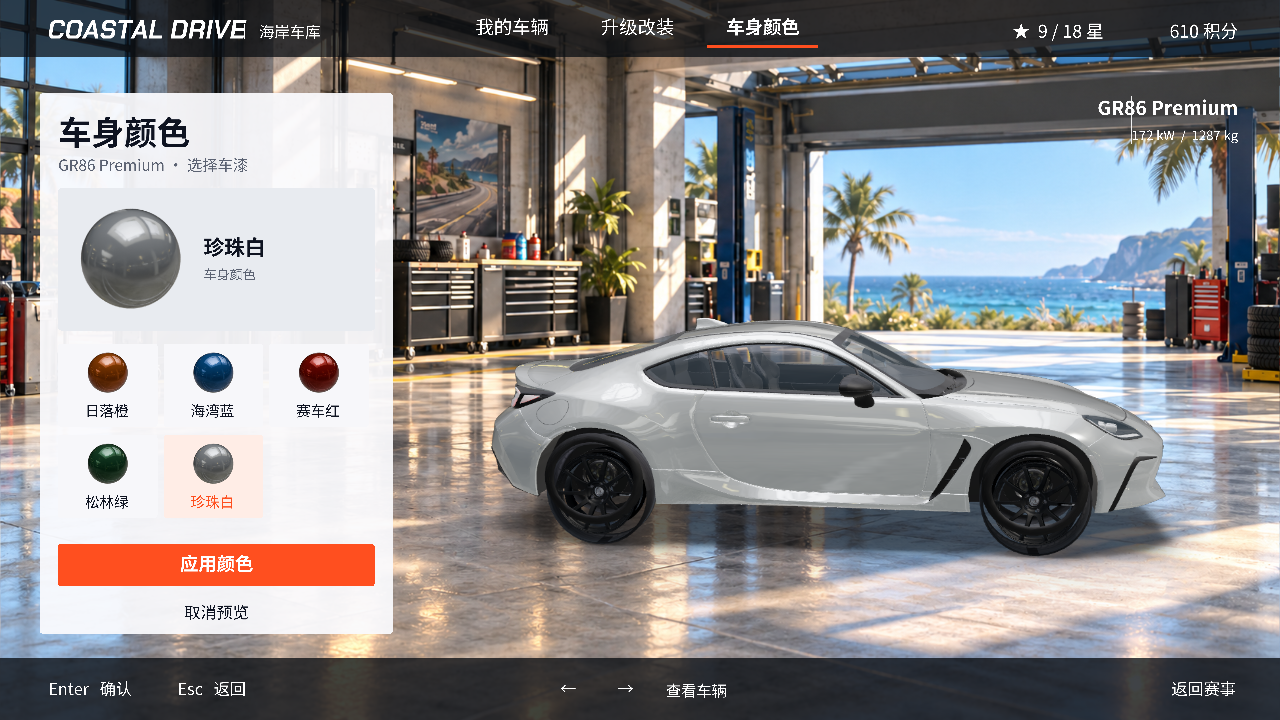 COASTAL DRIVE 海岸车库
我的车辆 升级改装 车身颜色
★ 9 / 18 星 610 积分
GR86 Premium
172 kW / 1287 kg
车身颜色
GR86 Premium · 选择车漆
珍珠白
车身颜色
日落橙 海湾蓝 赛车红
松林绿 珍珠白
应用颜色
取消预览
Enter 确认 Esc 返回 ← → 查看车辆 返回赛事